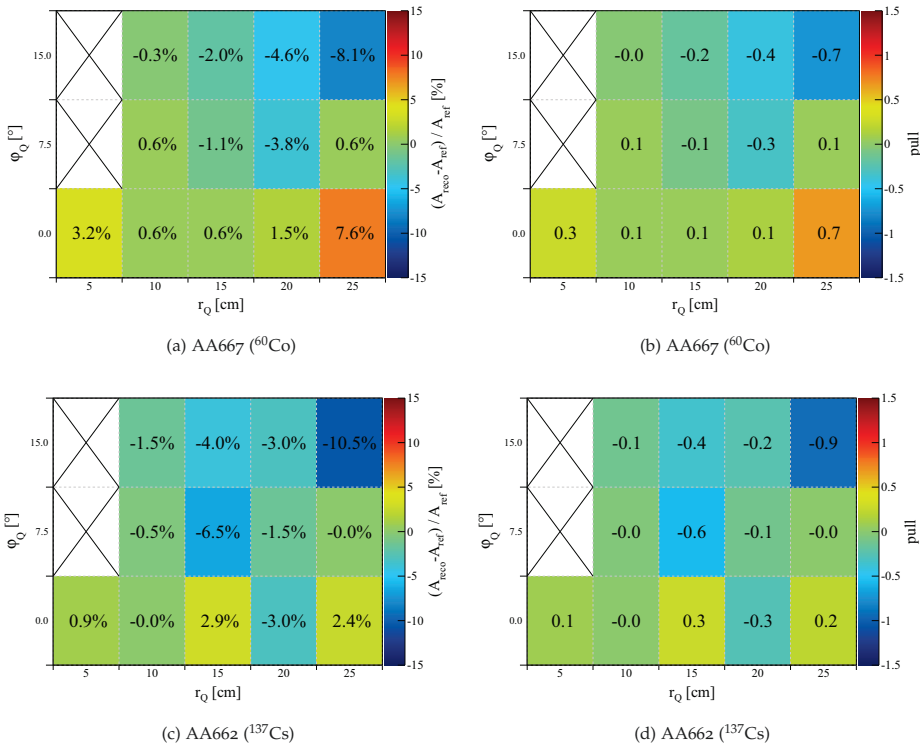 15.0 -0.3% -2.0% -4.6% -8.1%
7.5 0.6% -1.1% -3.8% 0.6%
0.0 3.2% 0.6% 0.6% 1.5% 7.6%
5 10 15 20 25
r_Q [cm]
φ_Q [°]
15 10 5 0 -5 -10 -15
(A_reco-A_ref) / A_ref [%]
(a) AA667 (⁶⁰Co)
15.0 -0.0 -0.2 -0.4 -0.7
7.5 0.1 -0.1 -0.3 0.1
0.0 0.3 0.1 0.1 0.1 0.7
5 10 15 20 25
r_Q [cm]
φ_Q [°]
1.5 1 0.5 0 -0.5 -1 -1.5
pull
(b) AA667 (⁶⁰Co)
15.0 -1.5% -4.0% -3.0% -10.5%
7.5 -0.5% -6.5% -1.5% -0.0%
0.0 0.9% -0.0% 2.9% -3.0% 2.4%
5 10 15 20 25
r_Q [cm]
φ_Q [°]
15 10 5 0 -5 -10 -15
(A_reco-A_ref) / A_ref [%]
(c) AA662 (¹³⁷Cs)
15.0 -0.1 -0.4 -0.2 -0.9
7.5 -0.0 -0.6 -0.1 -0.0
0.0 0.1 -0.0 0.3 -0.3 0.2
5 10 15 20 25
r_Q [cm]
φ_Q [°]
1.5 1 0.5 0 -0.5 -1 -1.5
pull
(d) AA662 (¹³⁷Cs)